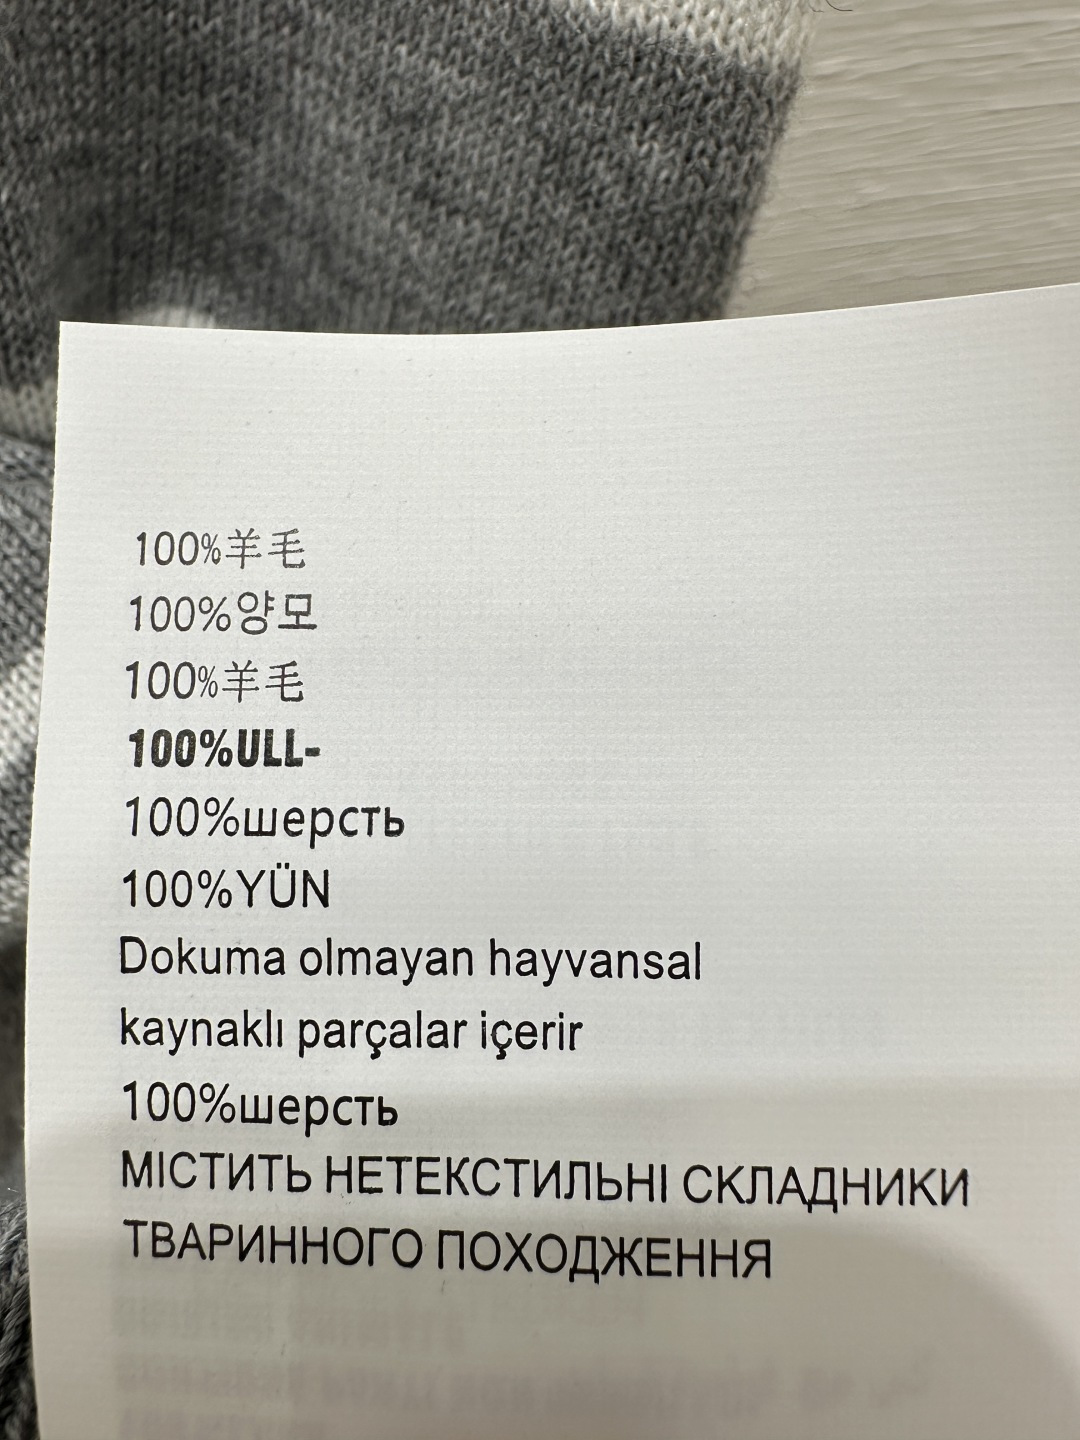 100%羊毛
100%양모
100%羊毛
100%ULL-
100%шерсть
100%YÜN
Dokuma olmayan hayvansal
kaynaklı parçalar içerir
100%шерсть
МІСТИТЬ НЕТЕКСТИЛЬНІ СКЛАДНИКИ
ТВАРИННОГО ПОХОДЖЕННЯ